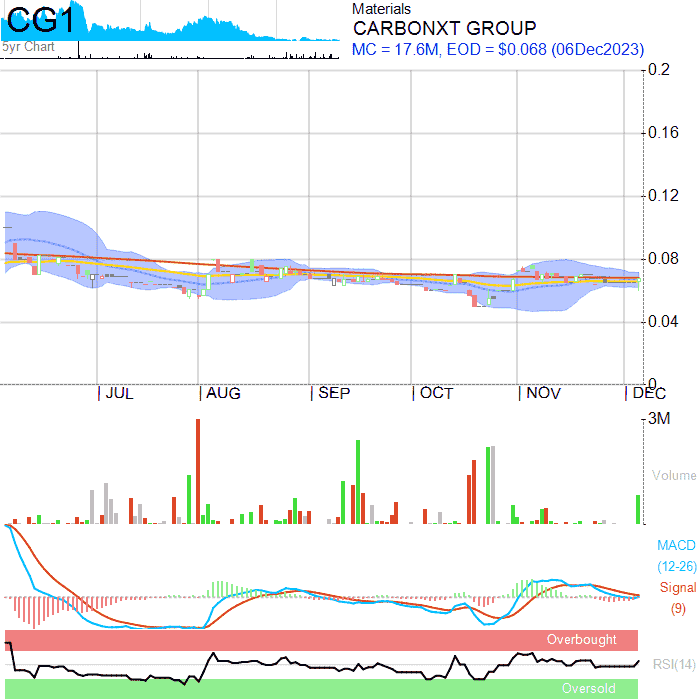 CG1
5yr Chart
Materials
CARBONXT GROUP
MC = 17.6M, EOD = $0.068 (06Dec2023)
0.2
0.16
0.12
0.08
0.04
0
JUL AUG SEP OCT NOV DEC
3M
Volume
MACD
(12-26)
Signal
(9)
Overbought
RSI(14)
Oversold